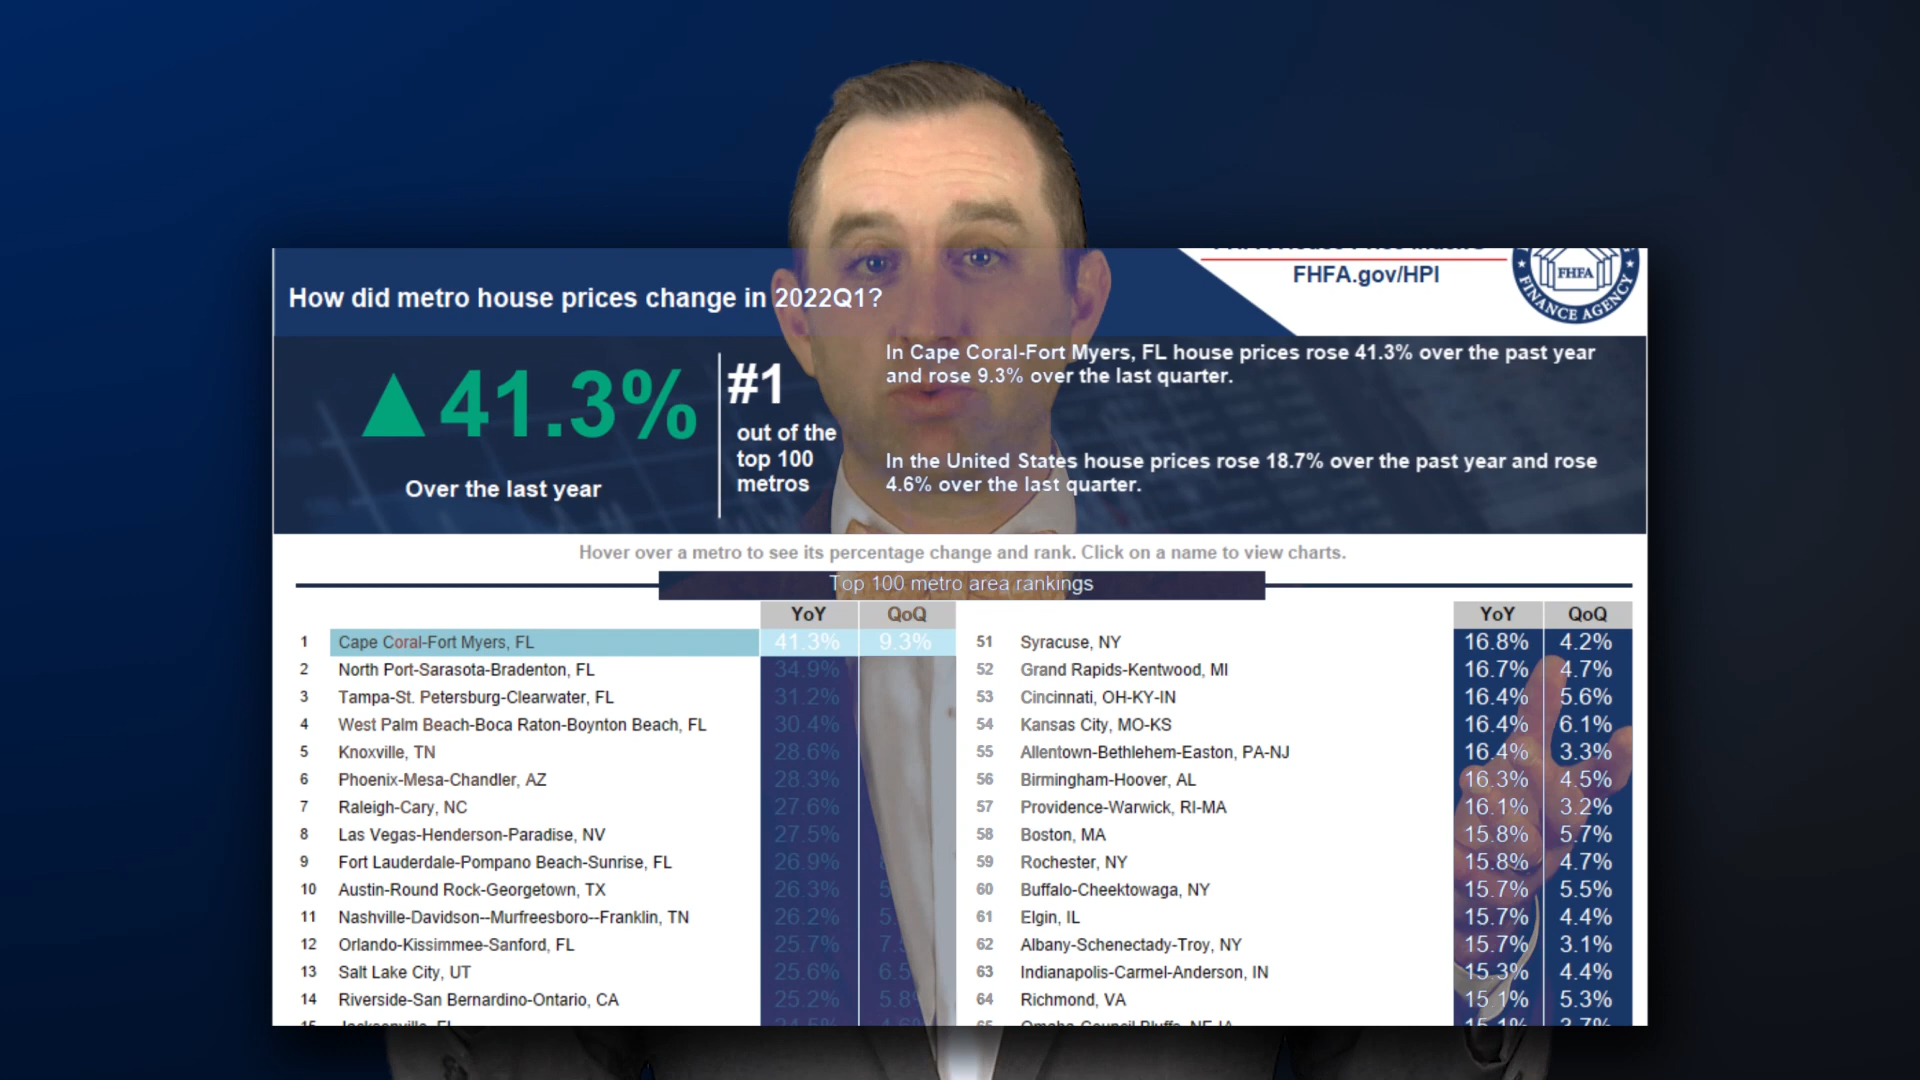 FHFA.gov/HPI
FHFA
FINANCE AGENCY
How did metro house prices change in 2022Q1?
▲41.3%
Over the last year
#1
out of the
top 100
metros
In Cape Coral-Fort Myers, FL house prices rose 41.3% over the past year
and rose 9.3% over the last quarter.
In the United States house prices rose 18.7% over the past year and rose
4.6% over the last quarter.
Hover over a metro to see its percentage change and rank. Click on a name to view charts.
Top 100 metro area rankings
YoY QoQ
1 Cape Coral-Fort Myers, FL 41.3% 9.3%
2 North Port-Sarasota-Bradenton, FL 34.9%
3 Tampa-St. Petersburg-Clearwater, FL 31.2%
4 West Palm Beach-Boca Raton-Boynton Beach, FL 30.4%
5 Knoxville, TN 28.6%
6 Phoenix-Mesa-Chandler, AZ 28.3%
7 Raleigh-Cary, NC 27.6%
8 Las Vegas-Henderson-Paradise, NV 27.5%
9 Fort Lauderdale-Pompano Beach-Sunrise, FL 26.9%
10 Austin-Round Rock-Georgetown, TX 26.3%
11 Nashville-Davidson--Murfreesboro--Franklin, TN 26.2%
12 Orlando-Kissimmee-Sanford, FL 25.7%
13 Salt Lake City, UT 25.6% 6.5
14 Riverside-San Bernardino-Ontario, CA 25.2% 5.8%
YoY QoQ
51 Syracuse, NY 16.8% 4.2%
52 Grand Rapids-Kentwood, MI 16.7% 4.7%
53 Cincinnati, OH-KY-IN 16.4% 5.6%
54 Kansas City, MO-KS 16.4% 6.1%
55 Allentown-Bethlehem-Easton, PA-NJ 16.4% 3.3%
56 Birmingham-Hoover, AL 16.3% 4.5%
57 Providence-Warwick, RI-MA 16.1% 3.2%
58 Boston, MA 15.8% 5.7%
59 Rochester, NY 15.8% 4.7%
60 Buffalo-Cheektowaga, NY 15.7% 5.5%
61 Elgin, IL 15.7% 4.4%
62 Albany-Schenectady-Troy, NY 15.7% 3.1%
63 Indianapolis-Carmel-Anderson, IN 15.3% 4.4%
64 Richmond, VA 15.1% 5.3%